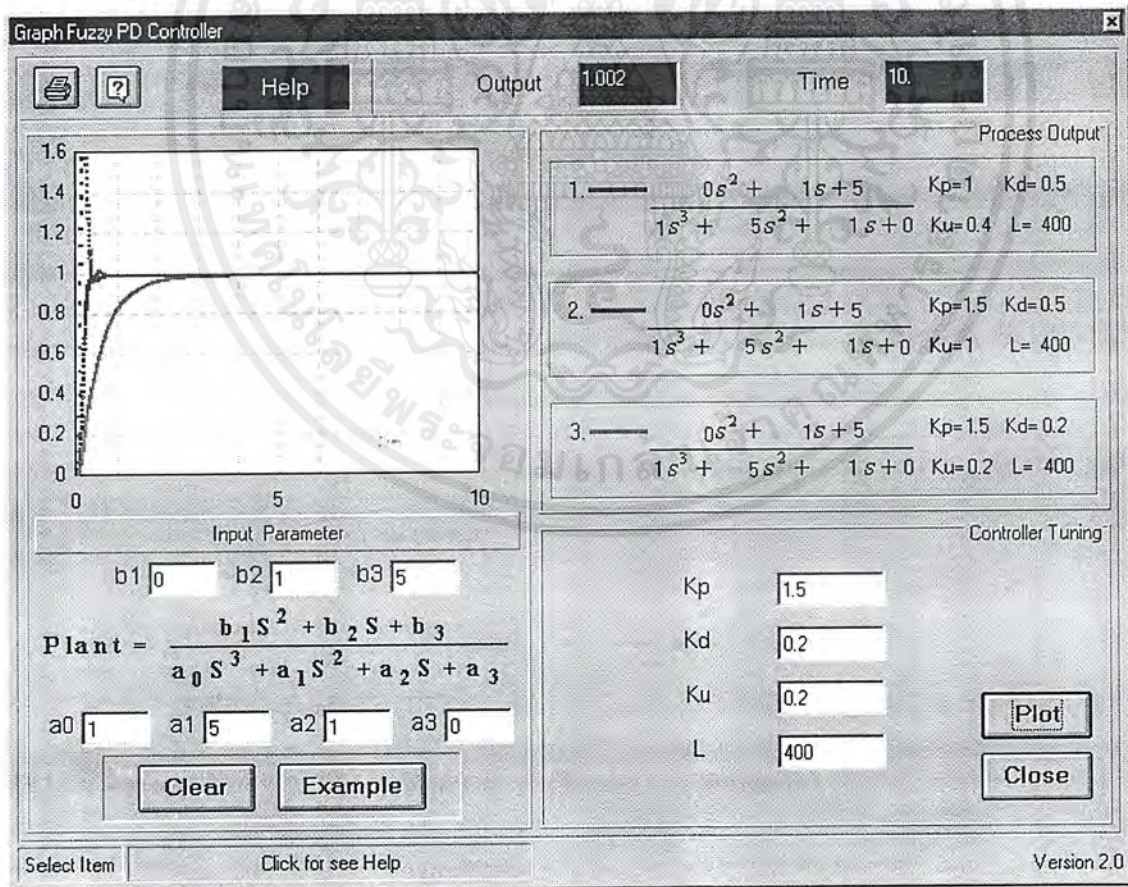 Graph Fuzzy PD Controller
Help Output 1.002 Time 10.
Process Output
1.6
1.4
1.2
1
0.8
0.6
0.4
0.2
0
0 5 10
1. 0s² + 1s+5 Kp=1 Kd= 0.5
1s³ + 5s² + 1s+0 Ku=0.4 L= 400
2. 0s² + 1s+5 Kp=1.5 Kd=0.5
1s³ + 5s² + 1s+0 Ku=1 L= 400
3. 0s² + 1s+5 Kp=1.5 Kd=0.2
1s³ + 5s² + 1s+0 Ku=0.2 L= 400
Input Parameter
b1 0 b2 1 b3 5
Plant = b₁S² + b₂S + b₃
a₀S³ + a₁S² + a₂S + a₃
a0 1 a1 5 a2 1 a3 0
Clear Example
Controller Tuning
Kp 1.5
Kd 0.2
Ku 0.2
L 400
Plot
Close
Select Item Click for see Help Version 2.0